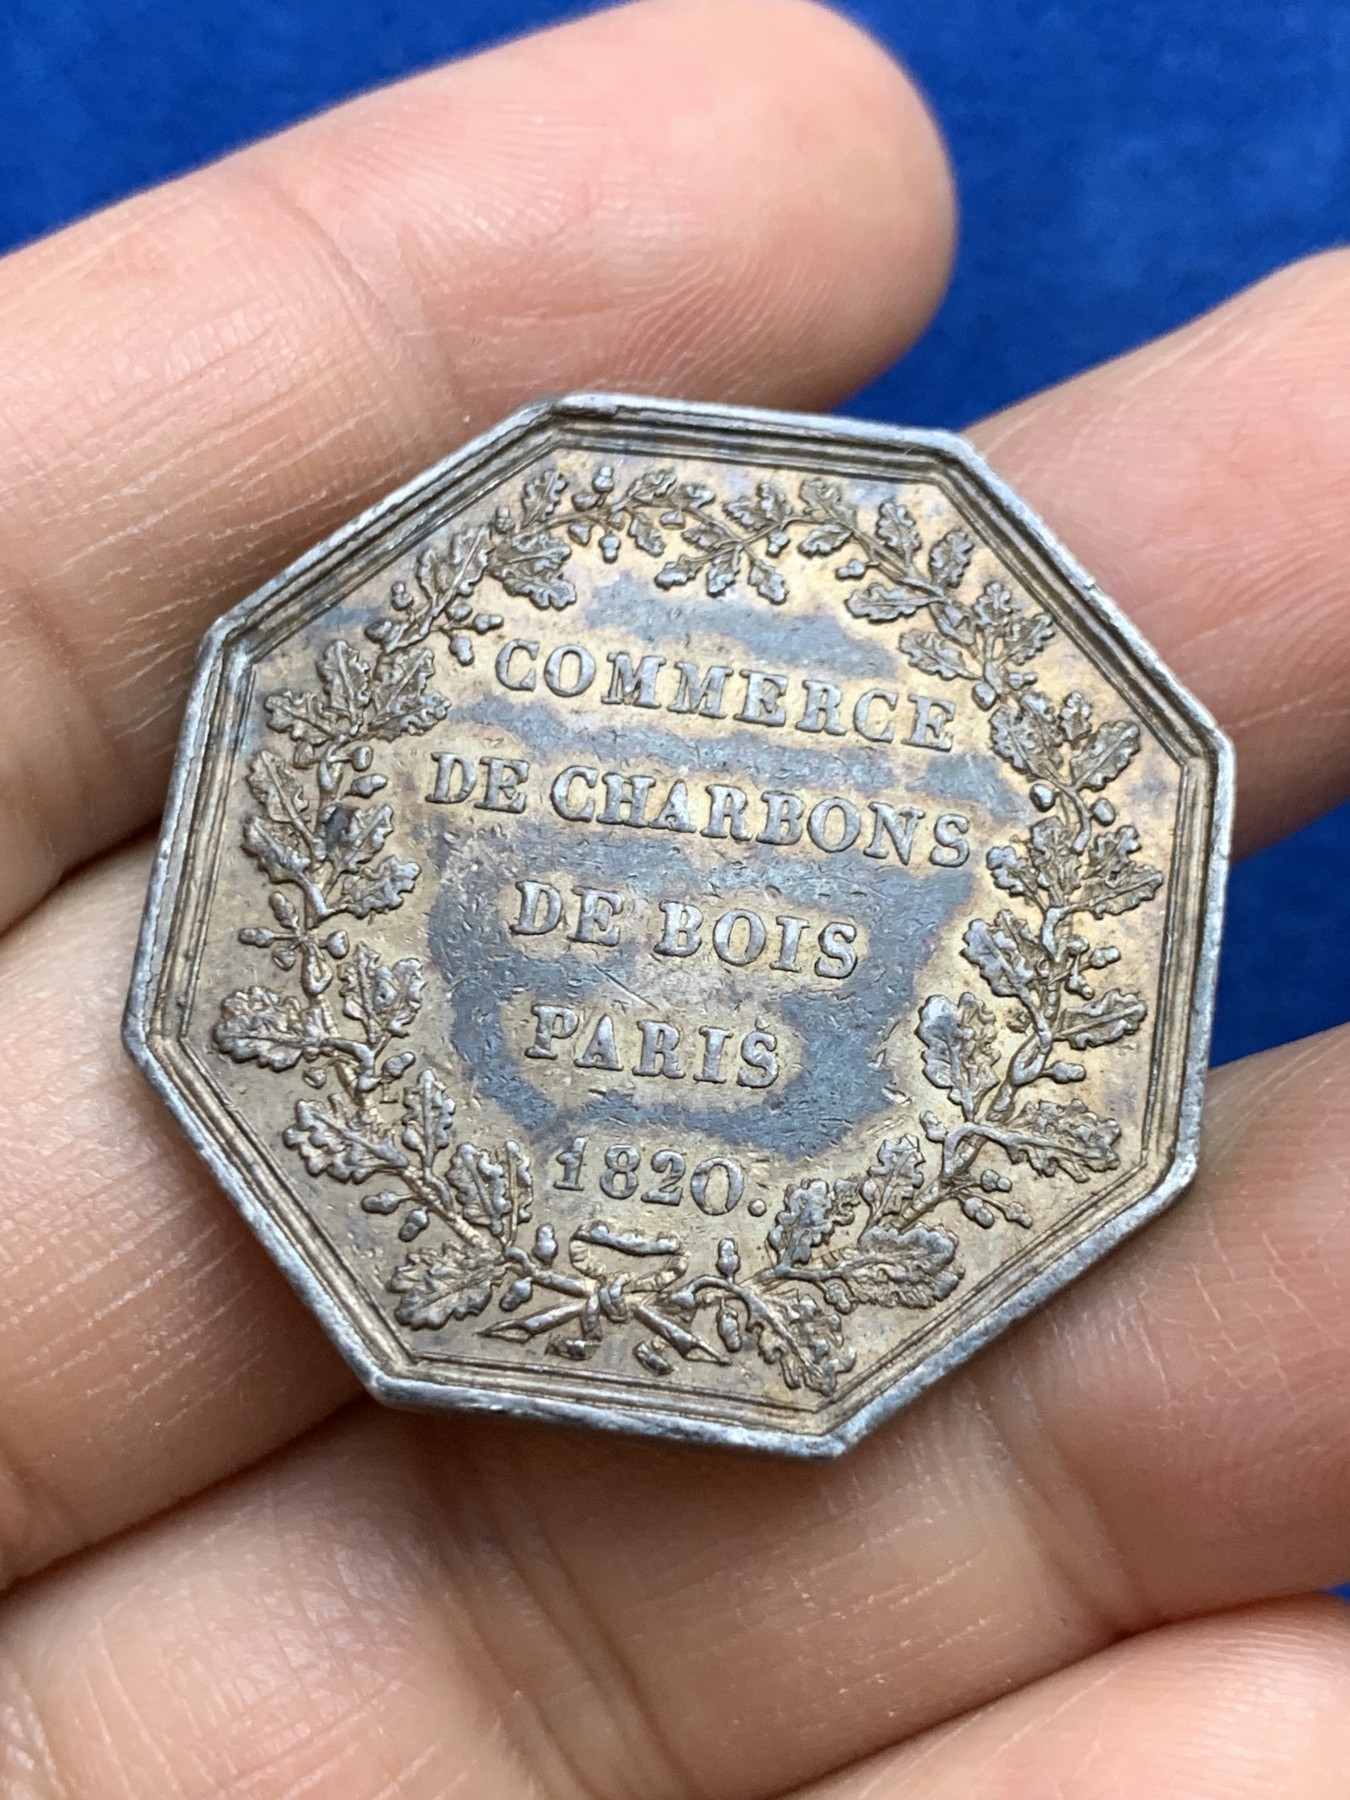 COMMERCE
DE CHARBONS
DE BOIS
PARIS
1820.